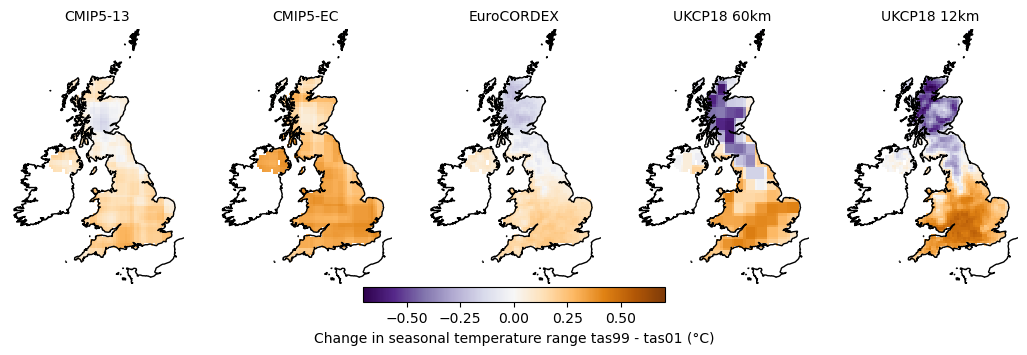 CMIP5-13 CMIP5-EC EuroCORDEX UKCP18 60km UKCP18 12km
−0.50 −0.25 0.00 0.25 0.50
Change in seasonal temperature range tas99 - tas01 (°C)